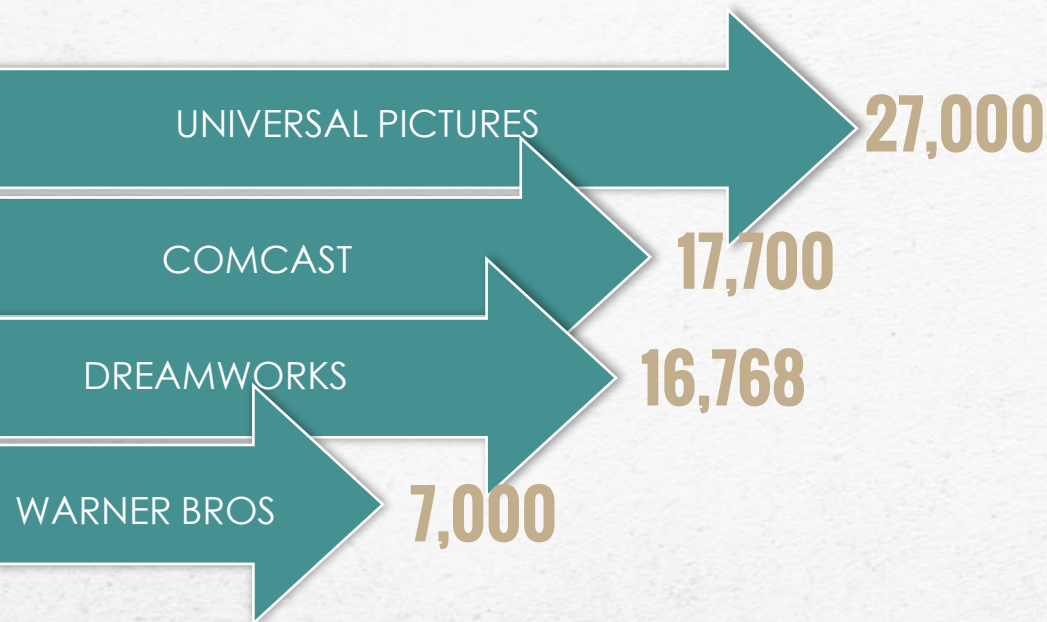 UNIVERSAL PICTURES 27,000
COMCAST 17,700
DREAMWORKS 16,768
WARNER BROS 7,000